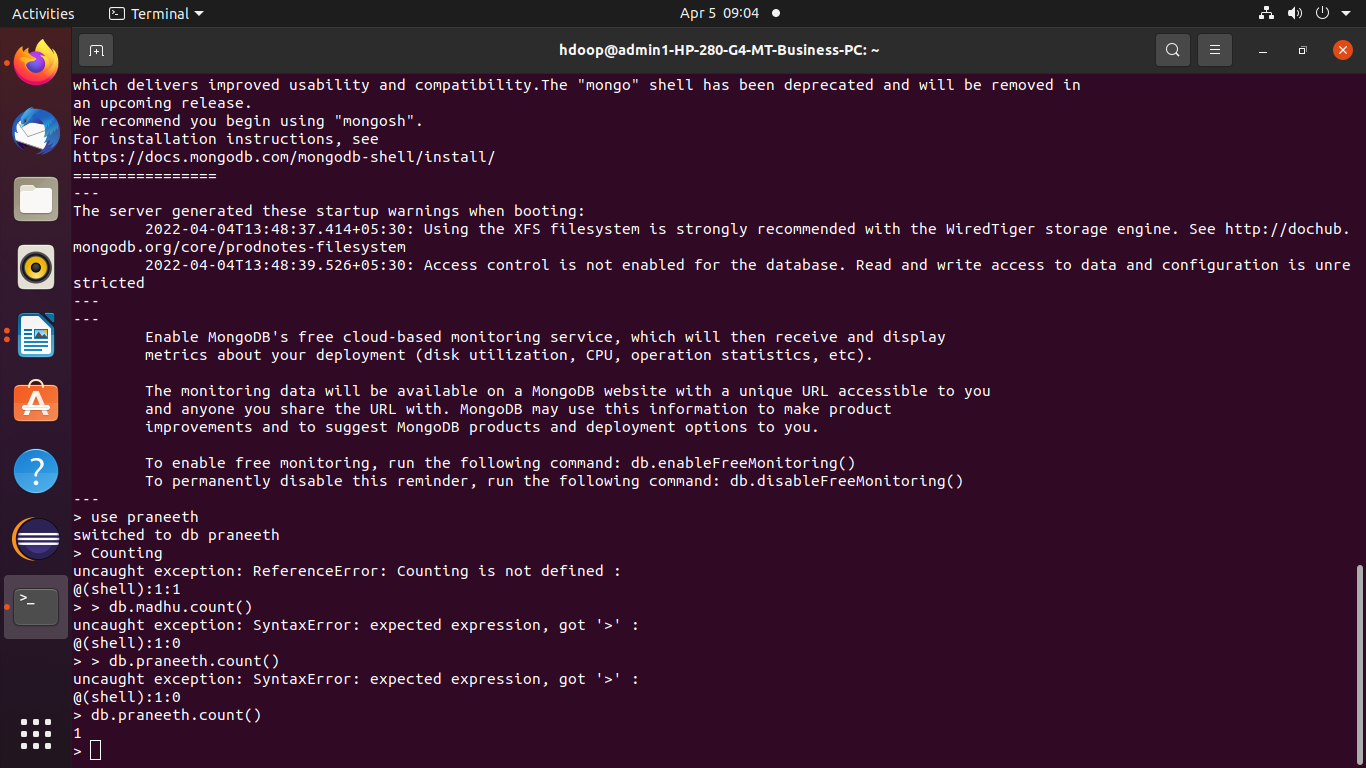 Activities
Terminal
Apr 5 09:04
hdoop@admin1-HP-280-G4-MT-Business-PC: ~
which delivers improved usability and compatibility.The "mongo" shell has been deprecated and will be removed in
an upcoming release.
We recommend you begin using "mongosh".
For installation instructions, see
https://docs.mongodb.com/mongodb-shell/install/
================
---
The server generated these startup warnings when booting:
        2022-04-04T13:48:37.414+05:30: Using the XFS filesystem is strongly recommended with the WiredTiger storage engine. See http://dochub.
mongodb.org/core/prodnotes-filesystem
        2022-04-04T13:48:39.526+05:30: Access control is not enabled for the database. Read and write access to data and configuration is unre
stricted
---
---
        Enable MongoDB's free cloud-based monitoring service, which will then receive and display
        metrics about your deployment (disk utilization, CPU, operation statistics, etc).
        The monitoring data will be available on a MongoDB website with a unique URL accessible to you
        and anyone you share the URL with. MongoDB may use this information to make product
        improvements and to suggest MongoDB products and deployment options to you.
        To enable free monitoring, run the following command: db.enableFreeMonitoring()
        To permanently disable this reminder, run the following command: db.disableFreeMonitoring()
---
> use praneeth
switched to db praneeth
> Counting
uncaught exception: ReferenceError: Counting is not defined :
@(shell):1:1
> > db.madhu.count()
uncaught exception: SyntaxError: expected expression, got '>' :
@(shell):1:0
> > db.praneeth.count()
uncaught exception: SyntaxError: expected expression, got '>' :
@(shell):1:0
> db.praneeth.count()
1
>